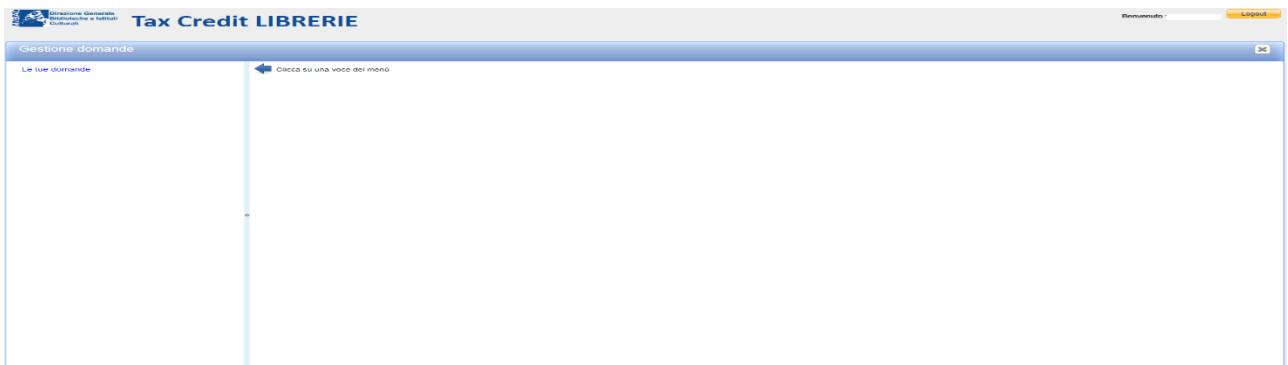 Direzione Generale
Biblioteche e Istituti
Culturali
Tax Credit LIBRERIE
Benvenuto :
Logout
Gestione domande
Le tue domande
Clicca su una voce del menù